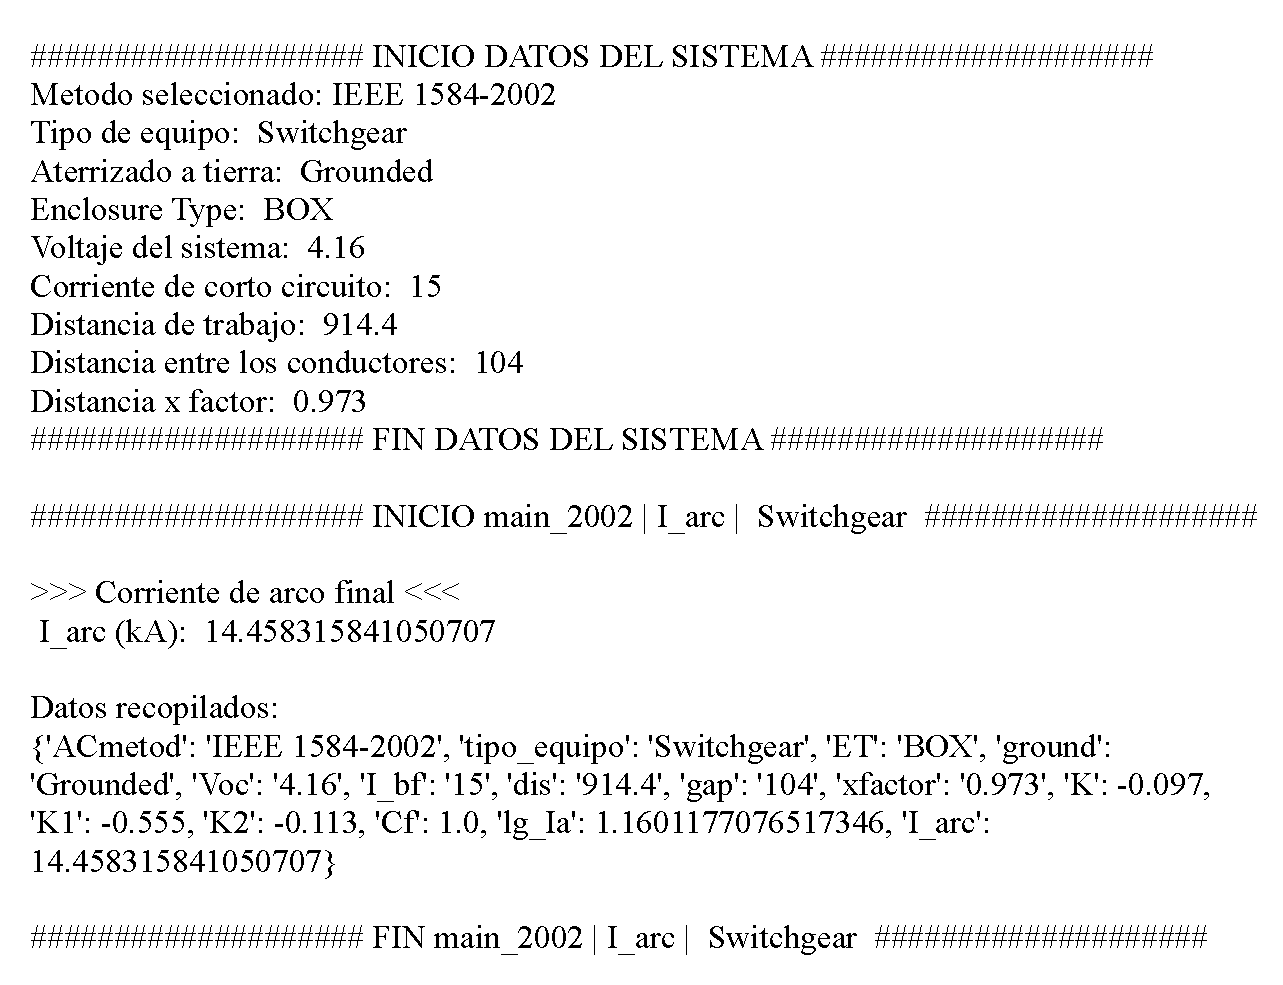 #################### INICIO DATOS DEL SISTEMA ####################
Metodo seleccionado: IEEE 1584-2002
Tipo de equipo:  Switchgear
Aterrizado a tierra:  Grounded
Enclosure Type:  BOX
Voltaje del sistema:  4.16
Corriente de corto circuito:  15
Distancia de trabajo:  914.4
Distancia entre los conductores:  104
Distancia x factor:  0.973
#################### FIN DATOS DEL SISTEMA ####################
#################### INICIO main_2002 | I_arc |  Switchgear  ####################
>>> Corriente de arco final <<<
I_arc (kA):  14.458315841050707
Datos recopilados:
{'ACmetod': 'IEEE 1584-2002', 'tipo_equipo': 'Switchgear', 'ET': 'BOX', 'ground':
'Grounded', 'Voc': '4.16', 'I_bf': '15', 'dis': '914.4', 'gap': '104', 'xfactor': '0.973', 'K': -0.097,
'K1': -0.555, 'K2': -0.113, 'Cf': 1.0, 'lg_Ia': 1.1601177076517346, 'I_arc':
14.458315841050707}
#################### FIN main_2002 | I_arc |  Switchgear  ####################